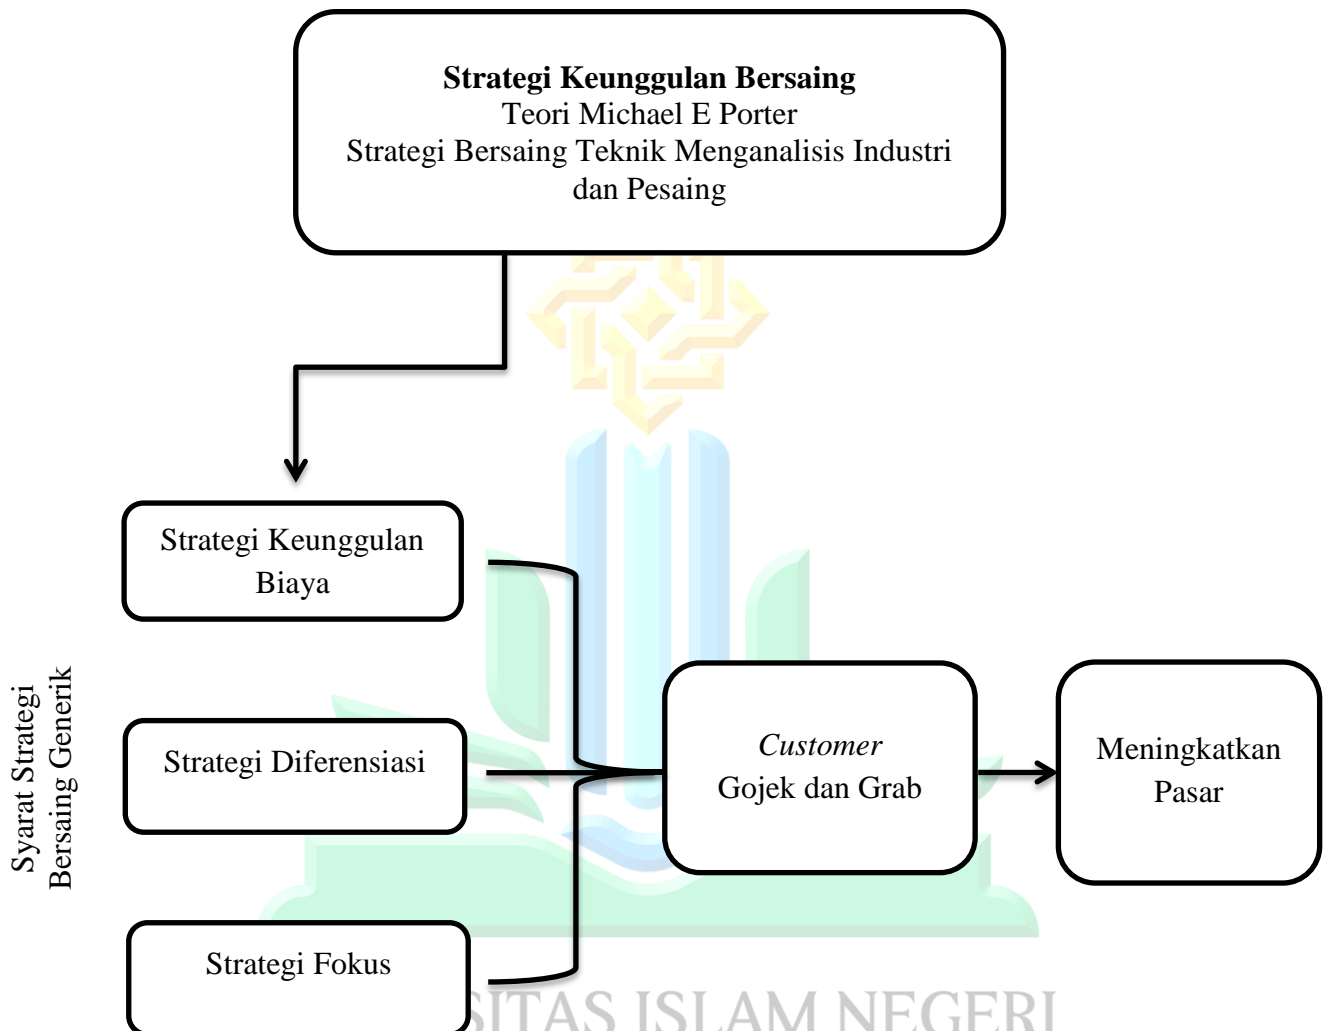 Strategi Keunggulan Bersaing
Teori Michael E Porter
Strategi Bersaing Teknik Menganalisis Industri
dan Pesaing
Strategi Keunggulan
Biaya
Syarat Strategi
Bersaing Generik
Strategi Diferensiasi
Customer
Gojek dan Grab
Meningkatkan
Pasar
Strategi Fokus
ISLAM NEGERI